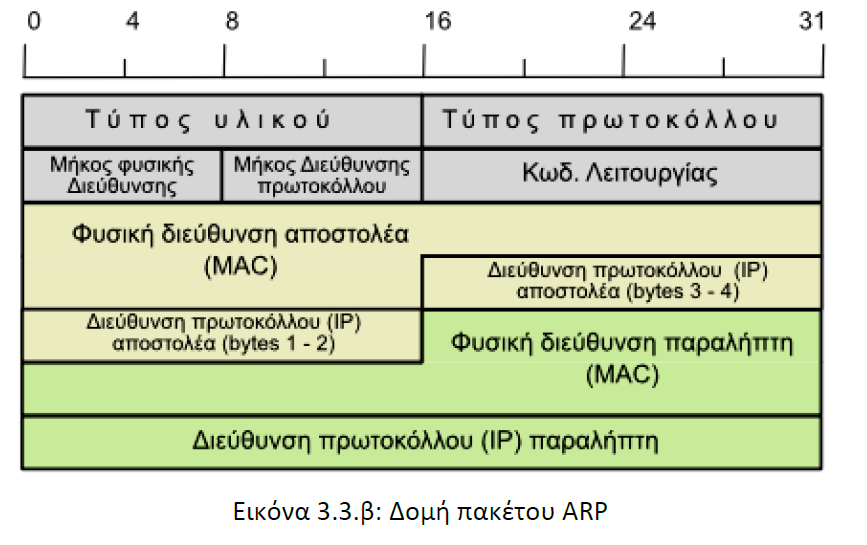 0 4 8 16 24 31
Τύπος υλικού
Τύπος πρωτοκόλλου
Μήκος φυσικής
Διεύθυνσης
Μήκος Διεύθυνσης
πρωτοκόλλου
Κωδ. Λειτουργίας
Φυσική διεύθυνση αποστολέα
(MAC)
Διεύθυνση πρωτοκόλλου (IP)
αποστολέα (bytes 3 - 4)
Διεύθυνση πρωτοκόλλου (IP)
αποστολέα (bytes 1 - 2)
Φυσική διεύθυνση παραλήπτη
(MAC)
Διεύθυνση πρωτοκόλλου (IP) παραλήπτη
Εικόνα 3.3.β: Δομή πακέτου ARP